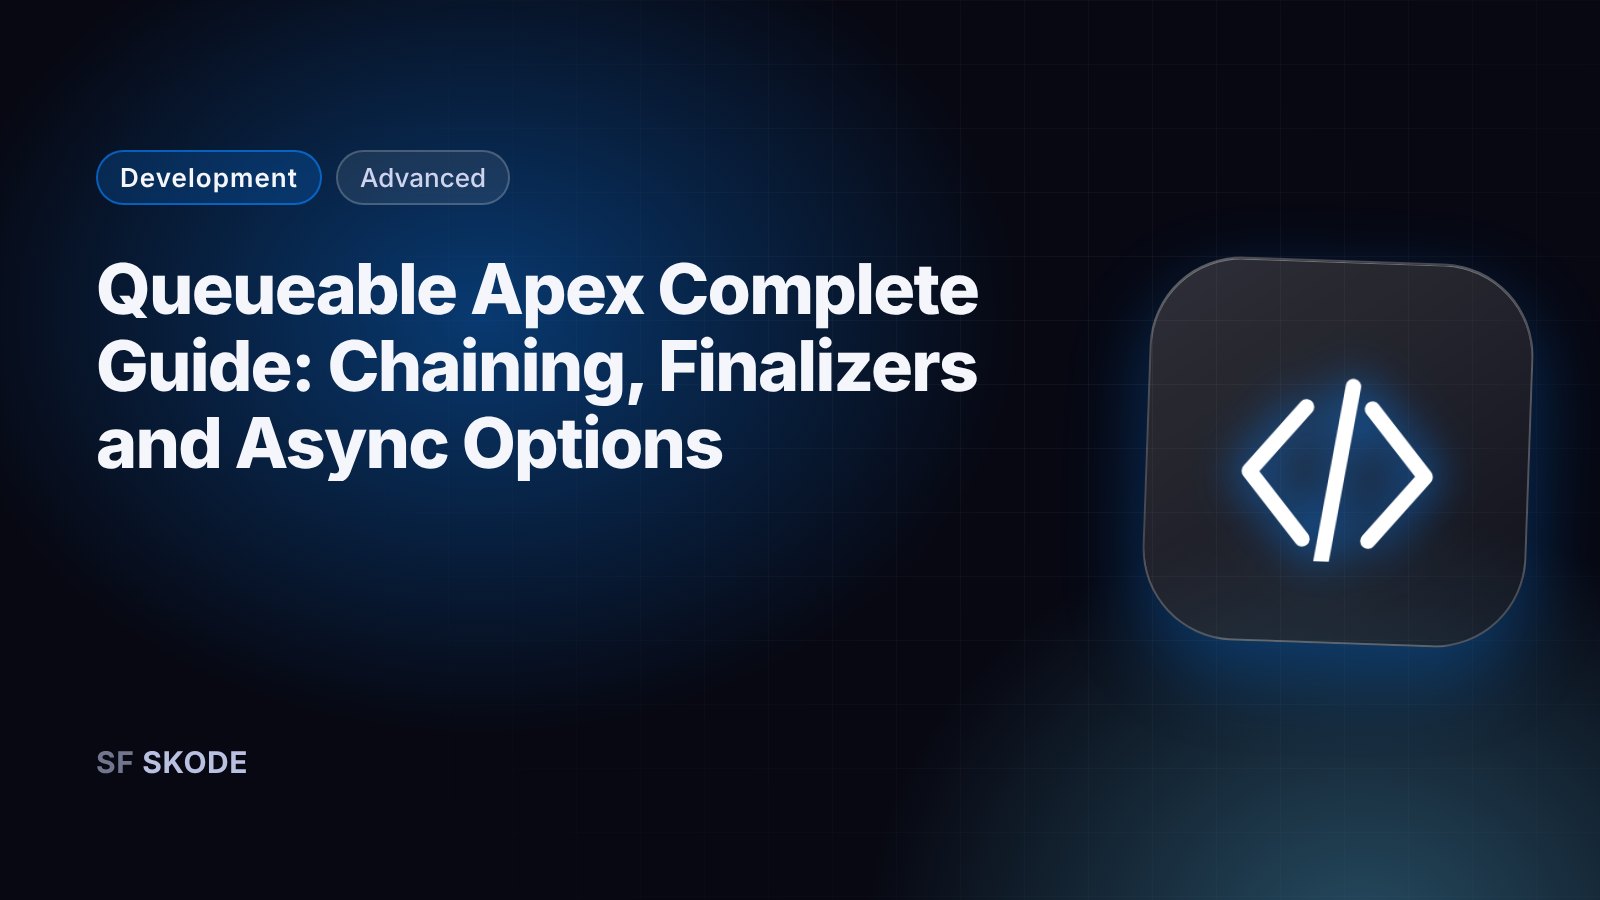 Development
Advanced
Queueable Apex Complete
Guide: Chaining, Finalizers
and Async Options
SF SKODE